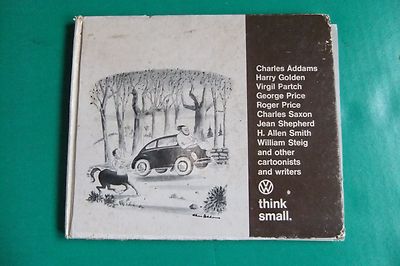 Charles Addams
Harry Golden
Virgil Partch
George Price
Roger Price
Charles Saxon
Jean Shepherd
H. Allen Smith
William Steig
and other
cartoonists
and writers
think
small.